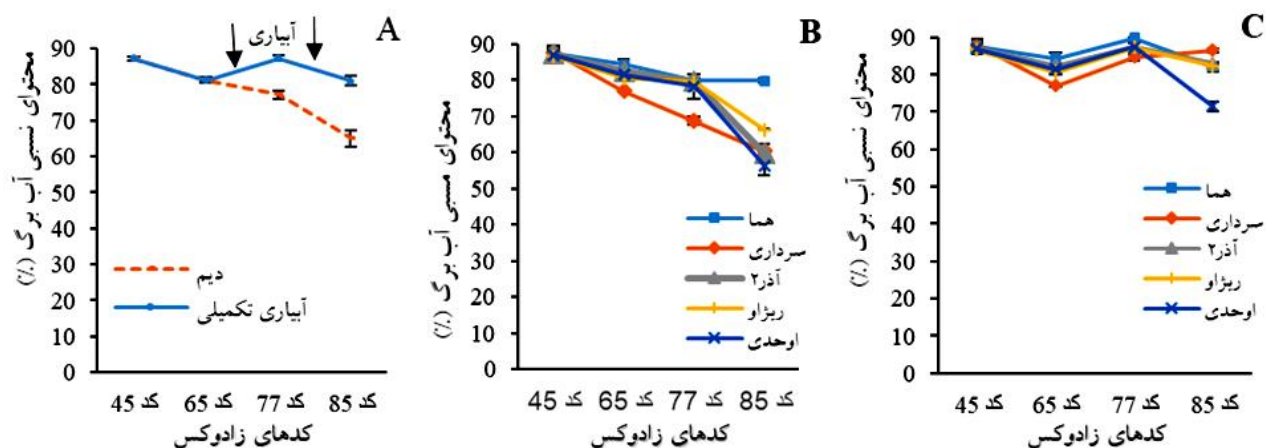 A
آبیاری
محتوای نسبی آب برگ (٪)
90
80
70
60
50
40
30
20
10
0
دیم
آبیاری تکمیلی
کد 45
کد 65
کد 77
کد 85
کدهای زادوکس
B
محتوای مسبی آب برگ (٪)
90
80
70
60
50
40
30
20
10
0
هما
سرداری
آذر۲
ریژاو
اوحدی
کد 45
کد 65
کد 77
کد 85
کدهای زادوکس
C
محتوای نسبی آب برگ (٪)
90
80
70
60
50
40
30
20
10
0
هما
سرداری
آذر۲
ریژاو
اوحدی
کد 45
کد 65
کد 77
کد 85
کدهای زادوکس